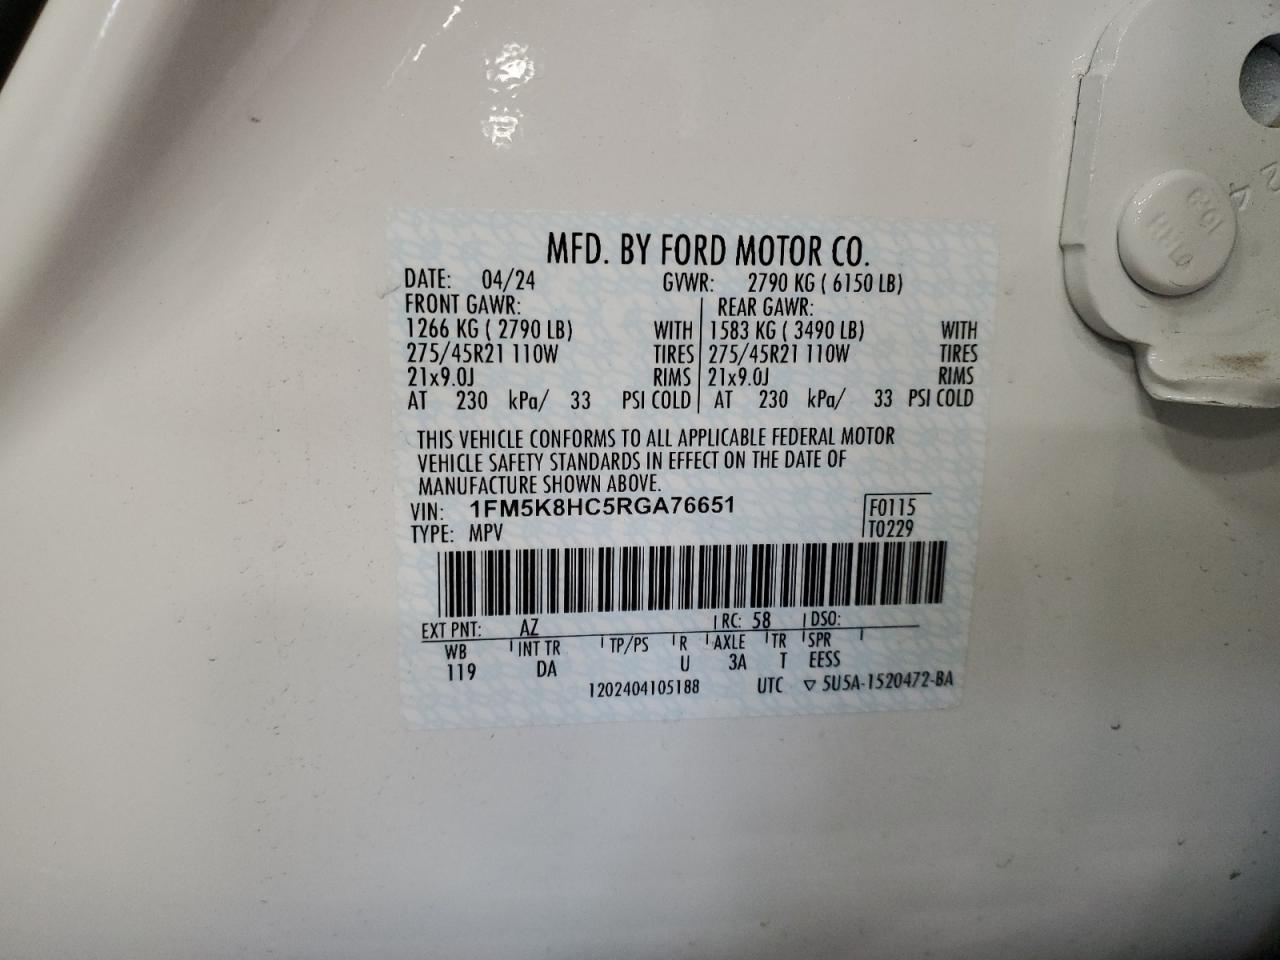 MFD. BY FORD MOTOR CO.
DATE: 04/24 GVWR: 2790 KG ( 6150 LB)
FRONT GAWR: REAR GAWR:
1266 KG ( 2790 LB) WITH 1583 KG ( 3490 LB) WITH
275/45R21 110W TIRES 275/45R21 110W TIRES
21x9.0J RIMS 21x9.0J RIMS
AT 230 kPa/ 33 PSI COLD AT 230 kPa/ 33 PSI COLD
THIS VEHICLE CONFORMS TO ALL APPLICABLE FEDERAL MOTOR
VEHICLE SAFETY STANDARDS IN EFFECT ON THE DATE OF
MANUFACTURE SHOWN ABOVE.
VIN: 1FM5K8HC5RGA76651 F0115
TYPE: MPV T0229
EXT PNT: AZ RC: 58 DSO:
WB INT TR TP/PS R AXLE TR SPR
119 DA U 3A T EESS
1202404105188 UTC ▽ 5U5A-1520472-BA
10.9